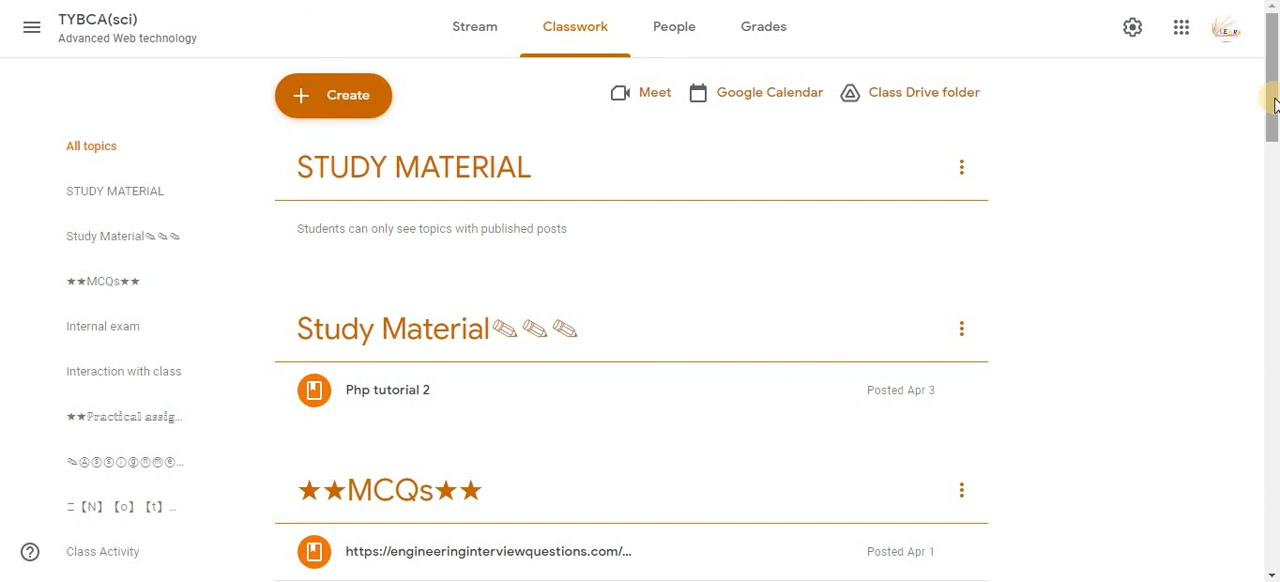 TYBCA(sci)
Advanced Web technology
Stream
Classwork
People
Grades
Create
Meet
Google Calendar
Class Drive folder
All topics
STUDY MATERIAL
Study Material✎✎✎
★★MCQs★★
Internal exam
Interaction with class
★★ℙ𝕣𝕒𝕔𝕥𝕚𝕔𝕒𝕝 𝕒𝕤𝕤𝕚𝕘...
✎Ⓐⓢⓢⓘⓖⓝⓜⓔ...
ニ【N】【o】【t】...
Class Activity
STUDY MATERIAL
Students can only see topics with published posts
Study Material✎✎✎
Php tutorial 2
Posted Apr 3
★★MCQs★★
https://engineeringinterviewquestions.com/...
Posted Apr 1